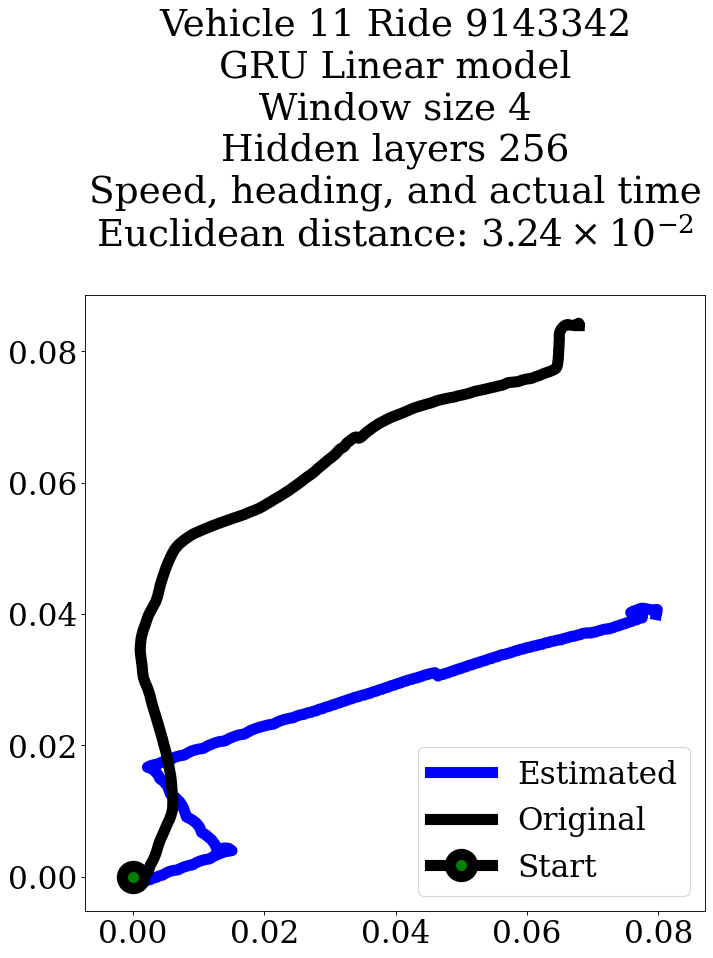 Vehicle 11 Ride 9143342
GRU Linear model
Window size 4
Hidden layers 256
Speed, heading, and actual time
Euclidean distance: 3.24 × 10⁻²
0.08
0.06
0.04
0.02
0.00
Estimated
Original
Start
0.00 0.02 0.04 0.06 0.08